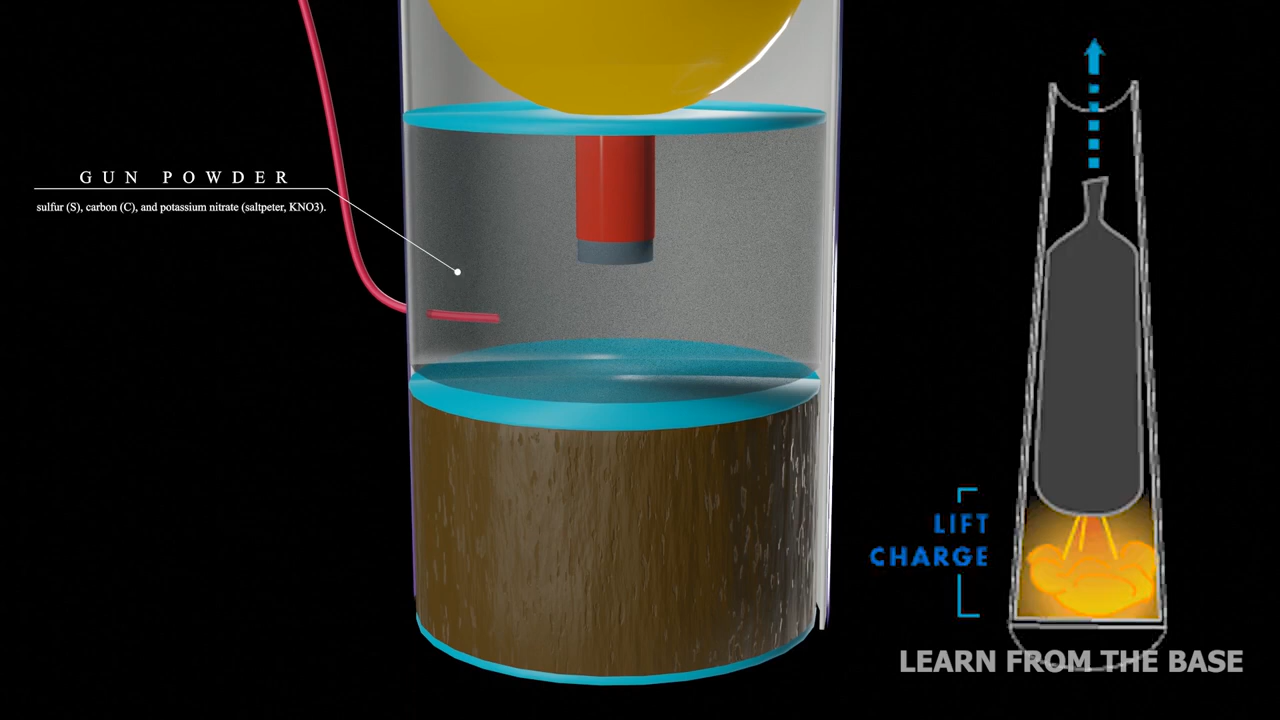 GUN POWDER
sulfur (S), carbon (C), and potassium nitrate (saltpeter, KNO3).
LIFT
CHARGE
LEARN FROM THE BASE